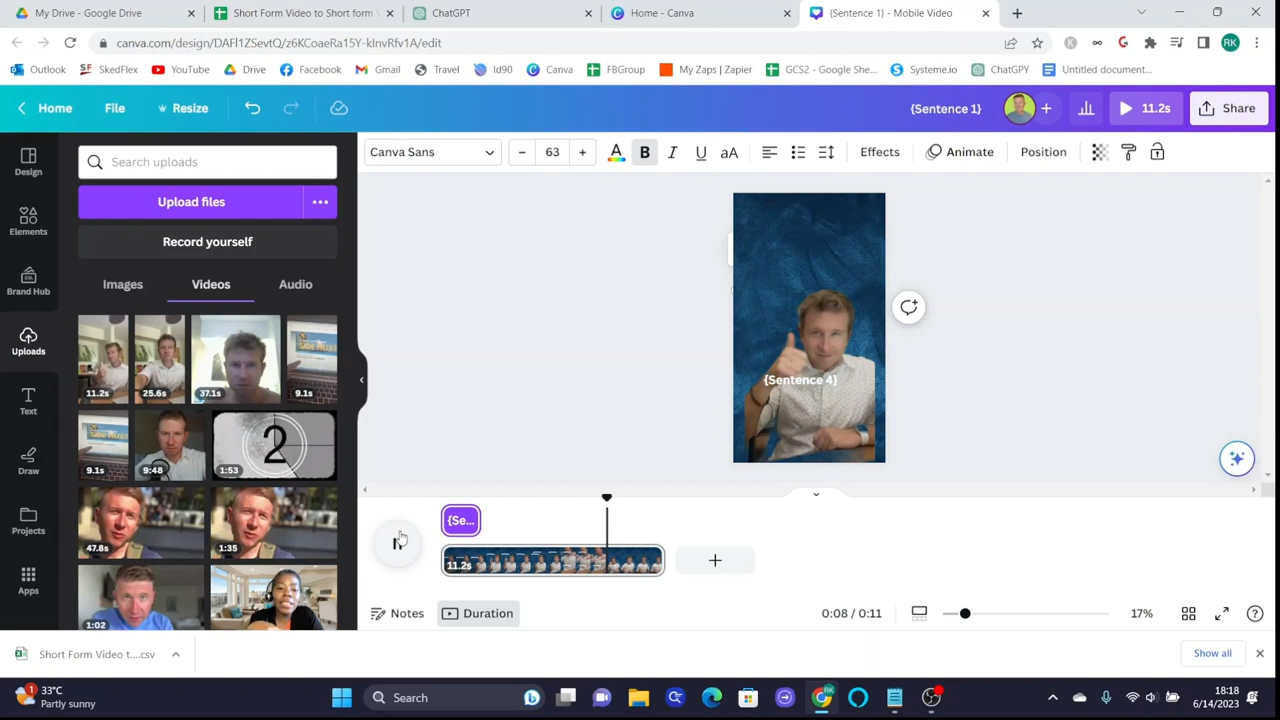 My Drive - Google Drive
Short Form Video to Short form
ChatGPT
Home - Canva
{Sentence 1} - Mobile Video
canva.com/design/DAFl1ZSevtQ/z6KCoaeRa15Y-kInvRfv1A/edit
RK
Outlook
SkedFlex
YouTube
Drive
Facebook
Gmail
Travel
Id90
Canva
FBGroup
My Zaps | Zapier
GCS2 - Google She...
Systeme.io
ChatGPY
Untitled document...
Home
File
Resize
{Sentence 1}
11.2s
Share
Design
Elements
Brand Hub
Uploads
Text
Draw
Projects
Apps
Search uploads
Upload files
Record yourself
Images
Videos
Audio
11.2s
25.6s
37.1s
9.1s
9.1s
9:48
2
1:53
47.8s
1:35
1:02
Canva Sans
63
A
B
I
U
aA
Effects
Animate
Position
{Sentence 4}
{Se...
11.2s
Notes
Duration
0:08 / 0:11
17%
Short Form Video t....csv
Show all
1
33°C
Partly sunny
Search
18:18
6/14/2023